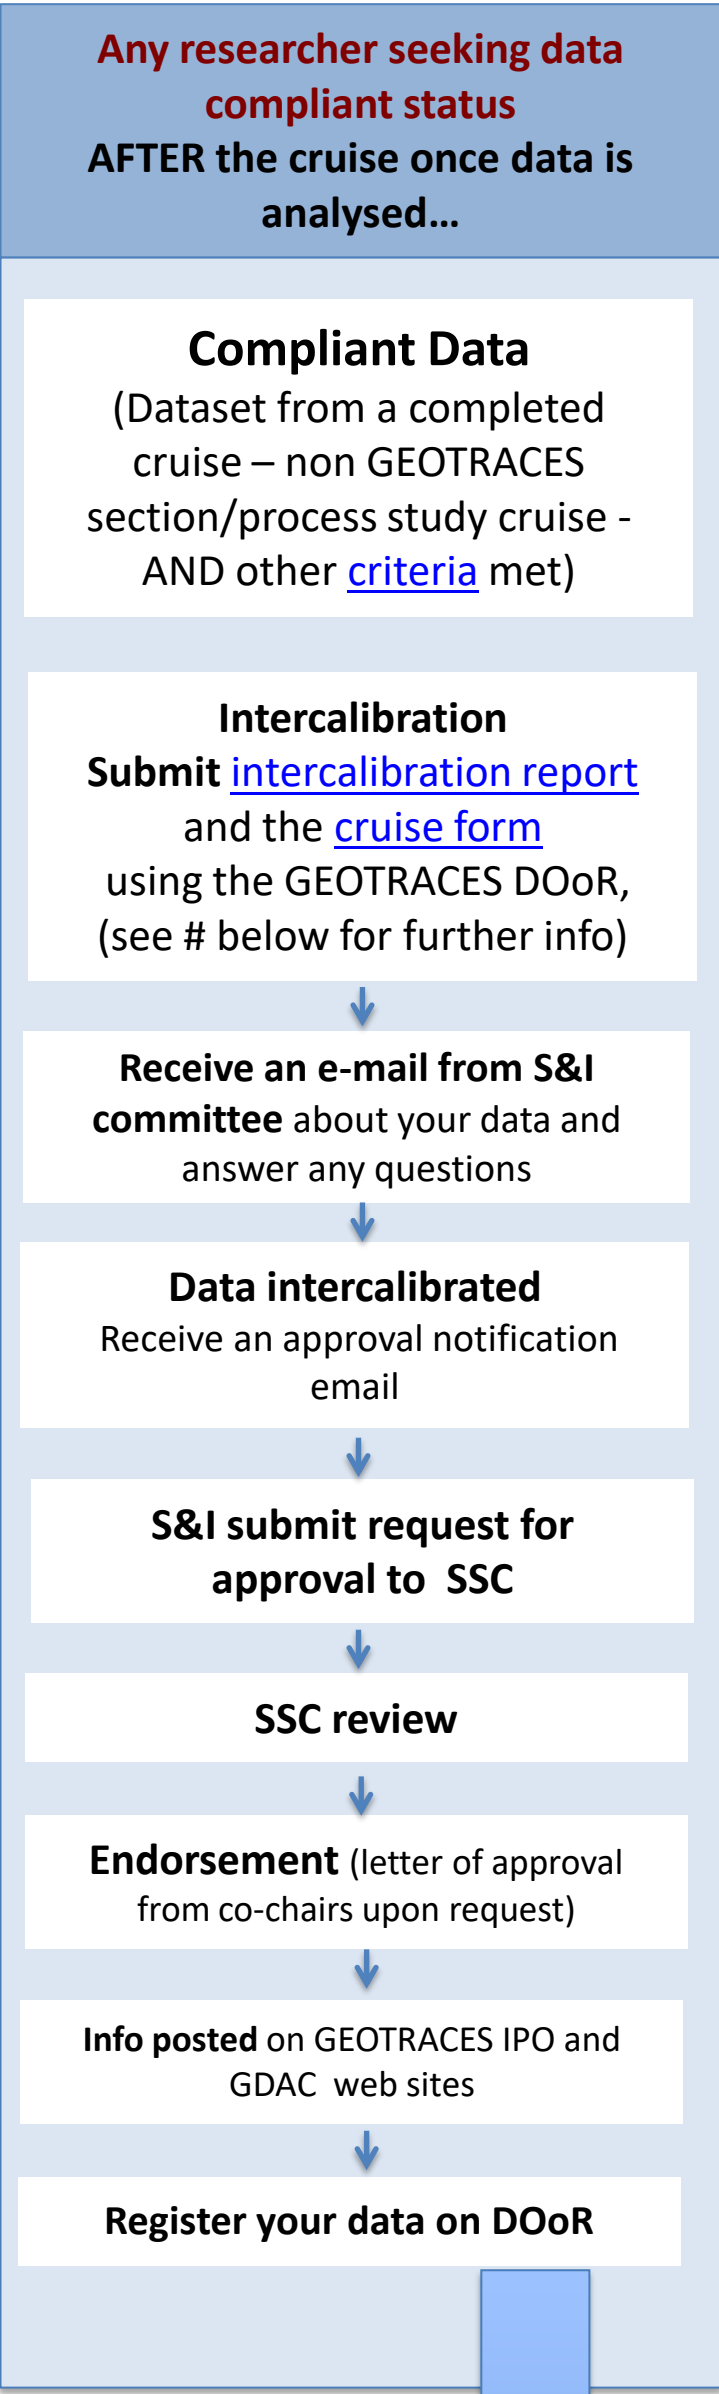 Any researcher seeking data
compliant status
AFTER the cruise once data is
analysed...
Compliant Data
(Dataset from a completed
cruise – non GEOTRACES
section/process study cruise -
AND other criteria met)
Intercalibration
Submit intercalibration report
and the cruise form
using the GEOTRACES DOoR,
(see # below for further info)
Receive an e-mail from S&I
committee about your data and
answer any questions
Data intercalibrated
Receive an approval notification
email
S&I submit request for
approval to SSC
SSC review
Endorsement (letter of approval
from co-chairs upon request)
Info posted on GEOTRACES IPO and
GDAC web sites
Register your data on DOoR